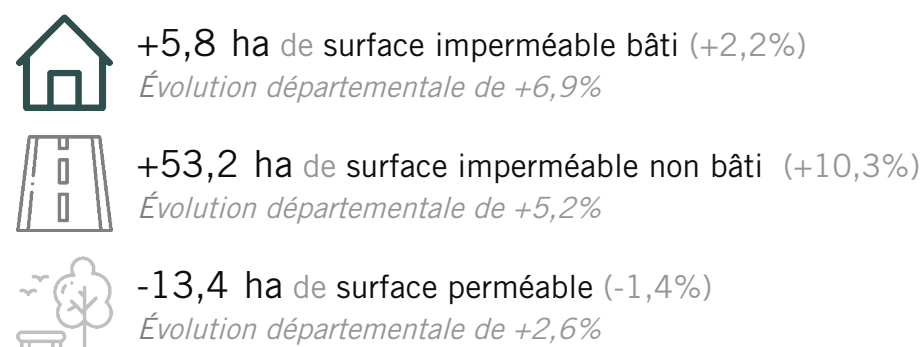 +5,8 ha de surface imperméable bâti (+2,2%)
Évolution départementale de +6,9%
+53,2 ha de surface imperméable non bâti (+10,3%)
Évolution départementale de +5,2%
-13,4 ha de surface perméable (-1,4%)
Évolution départementale de +2,6%